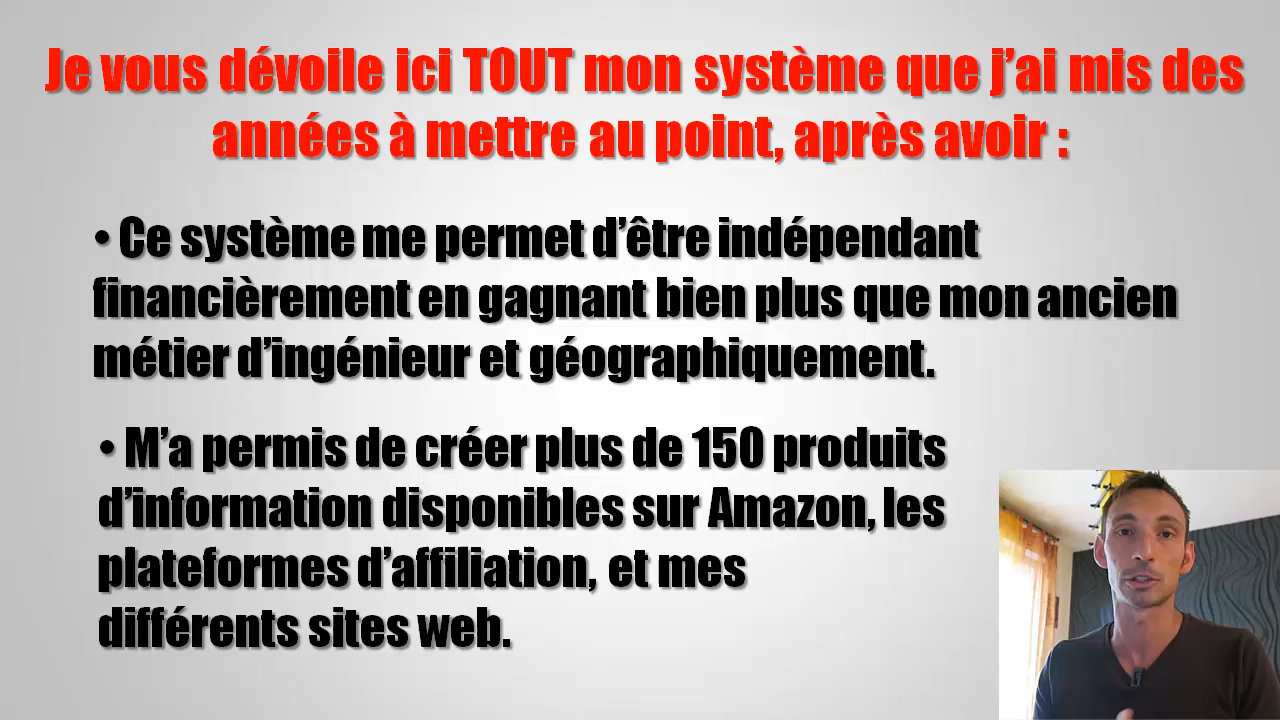 Je vous dévoile ici TOUT mon système que j’ai mis des
années à mettre au point, après avoir :
• Ce système me permet d’être indépendant
financièrement en gagnant bien plus que mon ancien
métier d’ingénieur et géographiquement.
• M’a permis de créer plus de 150 produits
d’information disponibles sur Amazon, les
plateformes d’affiliation, et mes
différents sites web.